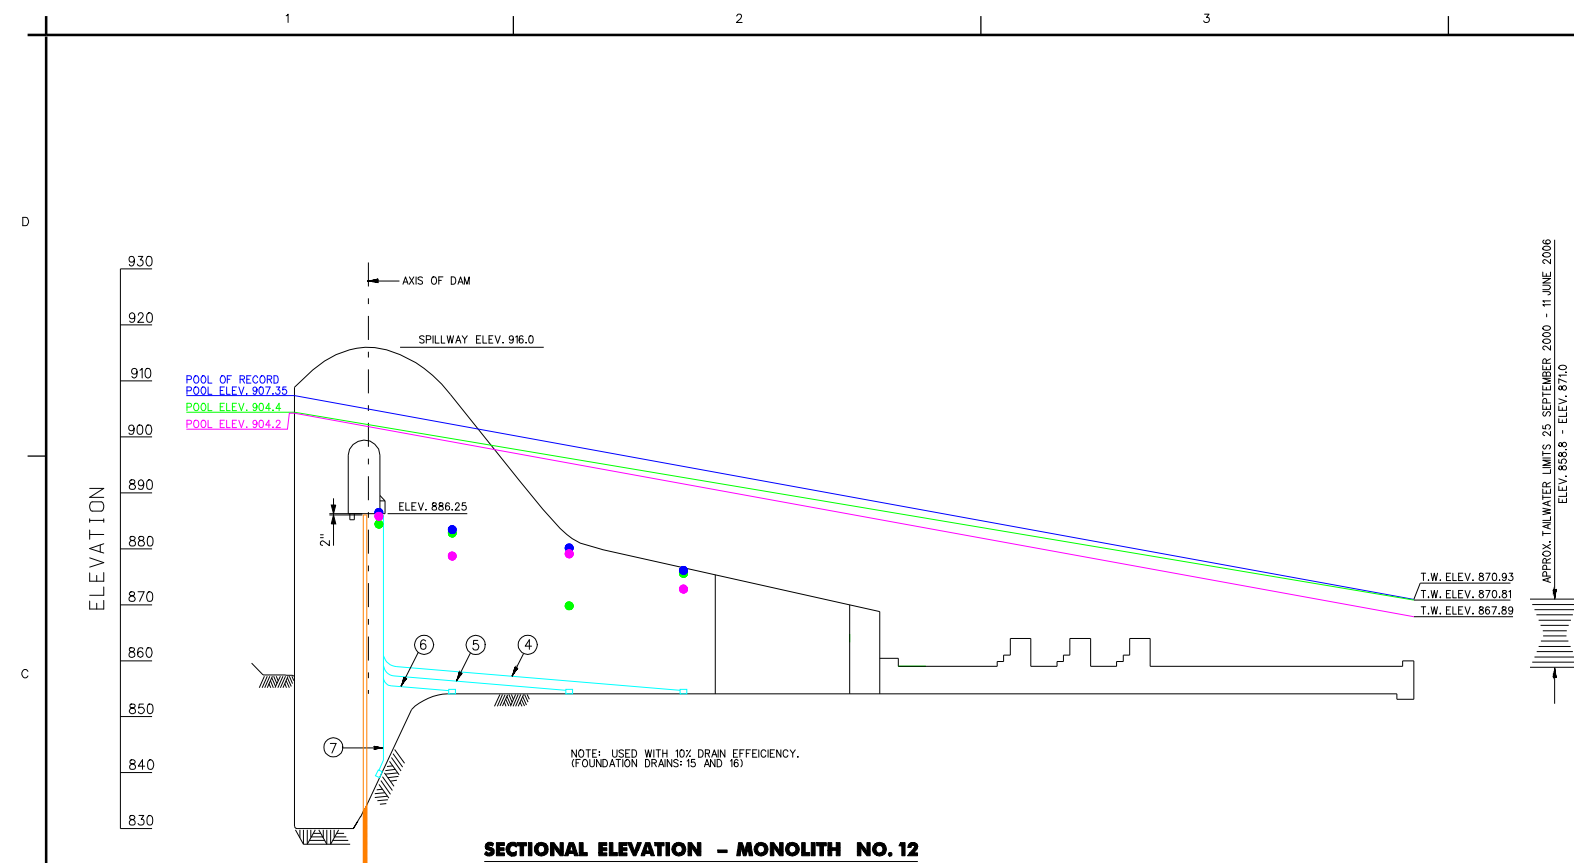 1
2
3
D
C
930
920
910
900
890
880
870
860
850
840
830
ELEVATION
AXIS OF DAM
SPILLWAY ELEV. 916.0
POOL OF RECORD
POOL ELEV. 907.35
POOL ELEV. 904.4
POOL ELEV. 904.2
ELEV. 886.25
2"
6
5
4
7
T.W. ELEV. 870.93
T.W. ELEV. 870.81
T.W. ELEV. 867.89
APPROX. TAILWATER LIMITS 25 SEPTEMBER 2000 - 11 JUNE 2006
ELEV. 858.8 - ELEV. 871.0
NOTE: USED WITH 10% DRAIN EFFEICIENCY.
(FOUNDATION DRAINS: 15 AND 16)
SECTIONAL ELEVATION - MONOLITH NO. 12